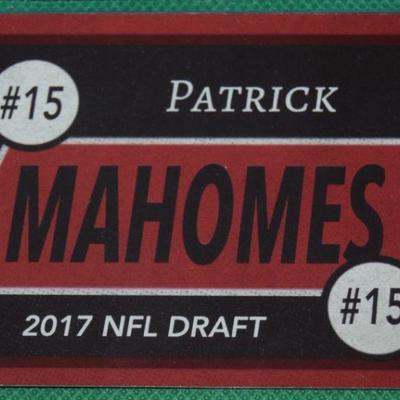 #15
PATRICK
MAHOMES
2017 NFL DRAFT
#15